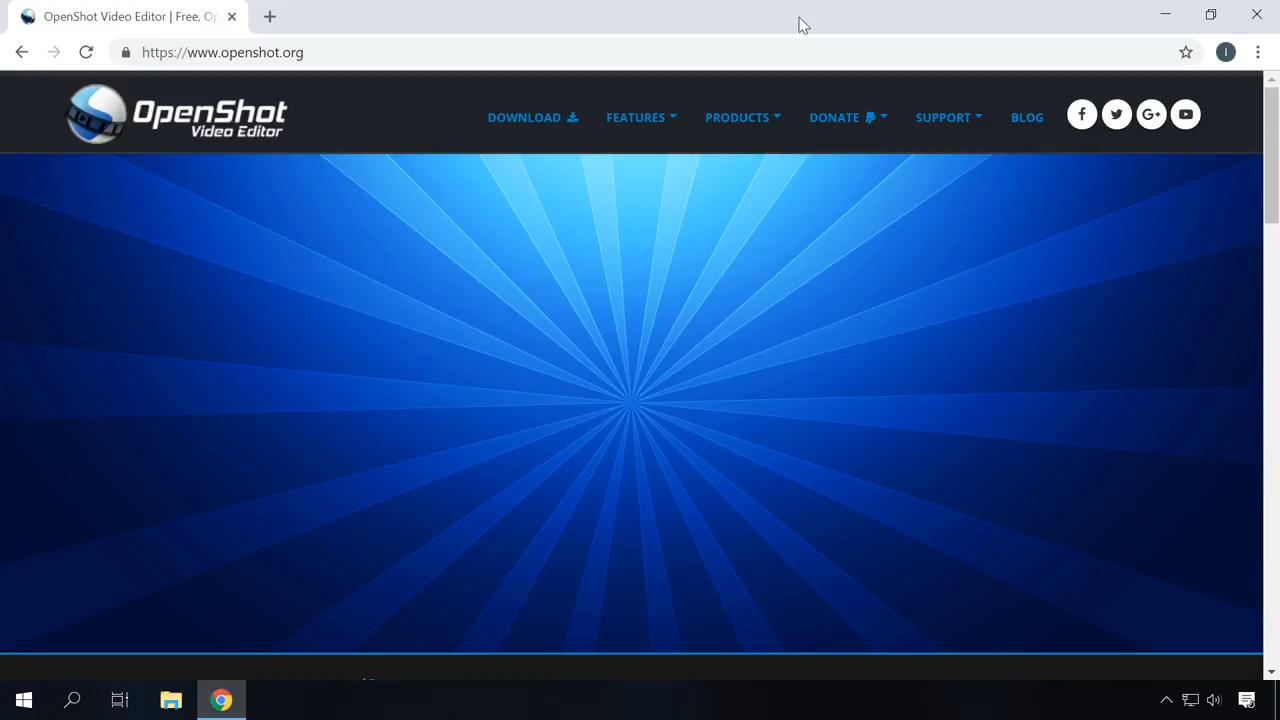 OpenShot Video Editor | Free, Op
https://www.openshot.org
OpenShot
Video Editor
DOWNLOAD
FEATURES
PRODUCTS
DONATE
SUPPORT
BLOG
f
G+
I